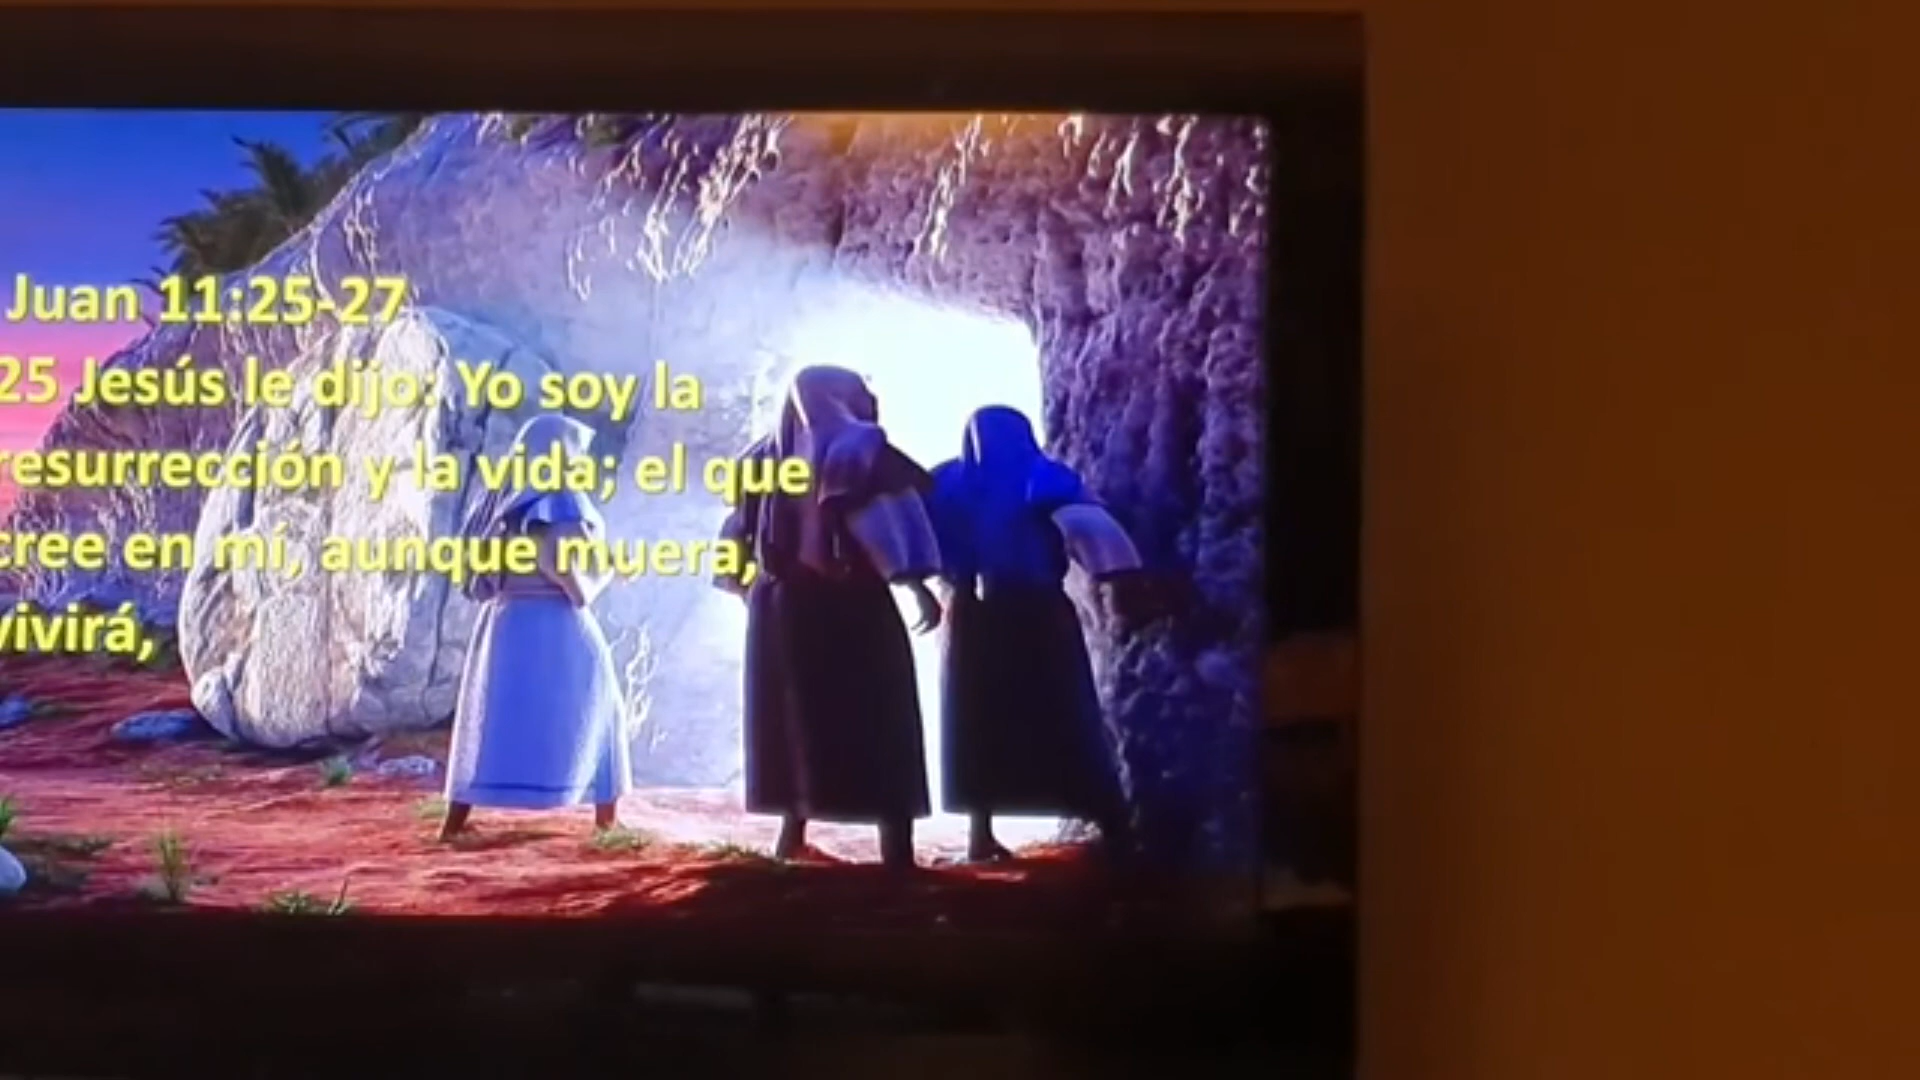 Juan 11:25-27
25 Jesús le dijo: Yo soy la
resurrección y la vida; el que
cree en mí, aunque muera,
vivirá,